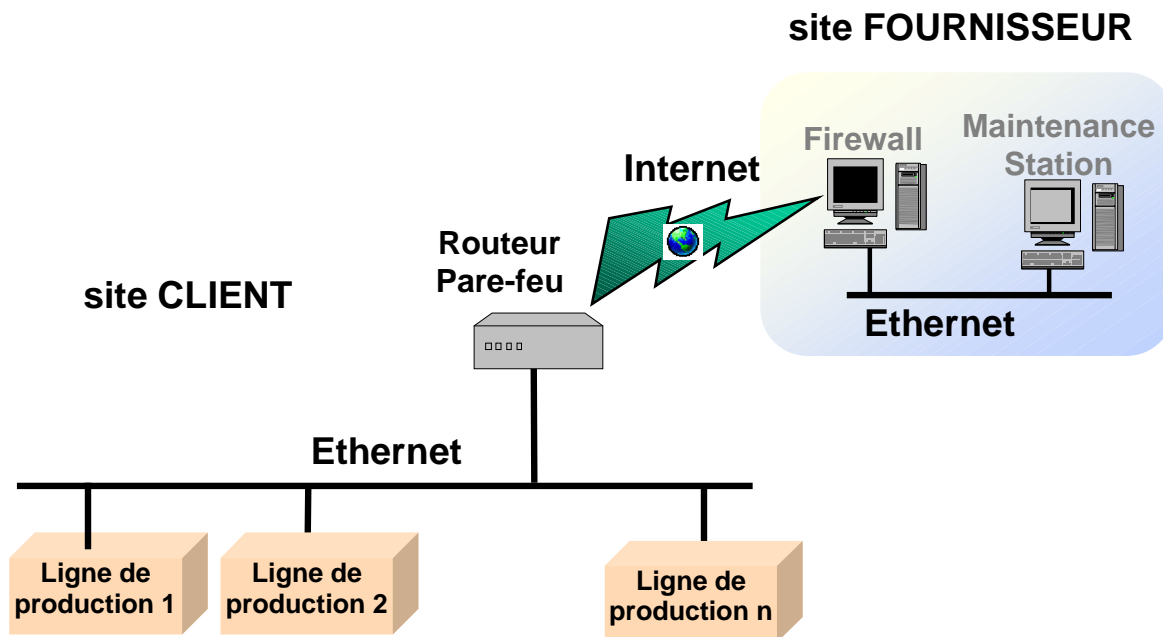 site FOURNISSEUR
Firewall
Maintenance
Station
Internet
Routeur
Pare-feu
site CLIENT
Ethernet
Ethernet
Ligne de
production 1
Ligne de
production 2
Ligne de
production n